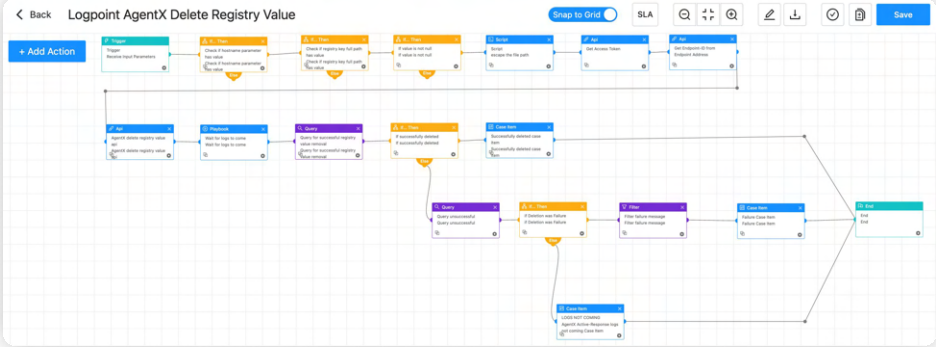 Back
Logpoint AgentX Delete Registry Value
Snap to Grid
SLA
Save
+ Add Action
Trigger
Trigger
Receive Input Parameters
If... Then
Check if hostname parameter
has value
Check if hostname parameter
has value
Else
If... Then
Check if registry key full path
has value
Check if registry key full path
has value
Else
If... Then
If value is not null
If value is not null
Else
Script
Script
escape the file path
Api
Get Access Token
Api
Get Endpoint ID from
Endpoint Address
Api
AgentX delete registry value
api
AgentX delete registry value
api
Playbook
Wait for logs to come
Wait for logs to come
Query
Query for successful registry
value removal
Query for successful registry
value removal
If... Then
If successfully deleted
If successfully deleted
Else
Case Item
Successfully deleted case
item
Successfully deleted case
item
Query
Query unsuccessful
Query unsuccessful
If... Then
If Deletion was Failure
If Deletion was Failure
Else
Filter
Filter failure message
Filter failure message
Case Item
Failure Case Item
Failure Case Item
End
End
End
Case Item
LOGS NOT COMING
AgentX Active-Response logs
not coming Case Item